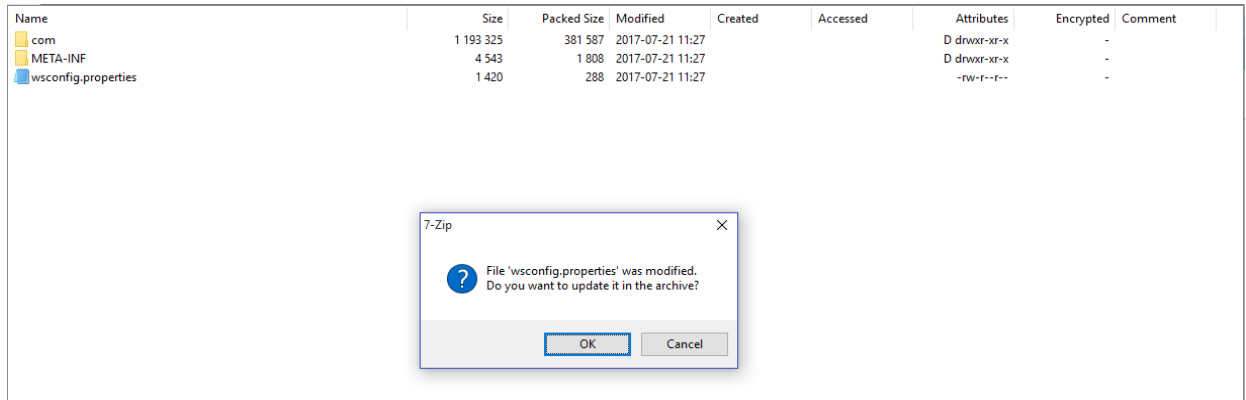 Name Size Packed Size Modified Created Accessed Attributes Encrypted Comment
com 1 193 325 381 587 2017-07-21 11:27 D drwxr-xr-x -
META-INF 4 543 1 808 2017-07-21 11:27 D drwxr-xr-x -
wsconfig.properties 1 420 288 2017-07-21 11:27 -rw-r--r-- -
7-Zip
File 'wsconfig.properties' was modified.
Do you want to update it in the archive?
OK Cancel